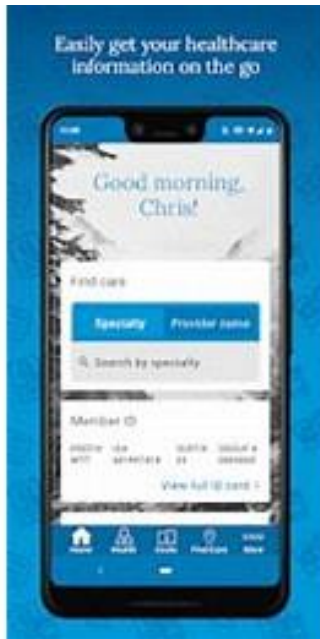 Easily get your healthcare
information on the go
Good morning,
Chris!
Find care
Specialty Provider name
Search by specialty
Member ID
View full ID card >
Home Health Costs Find Care More